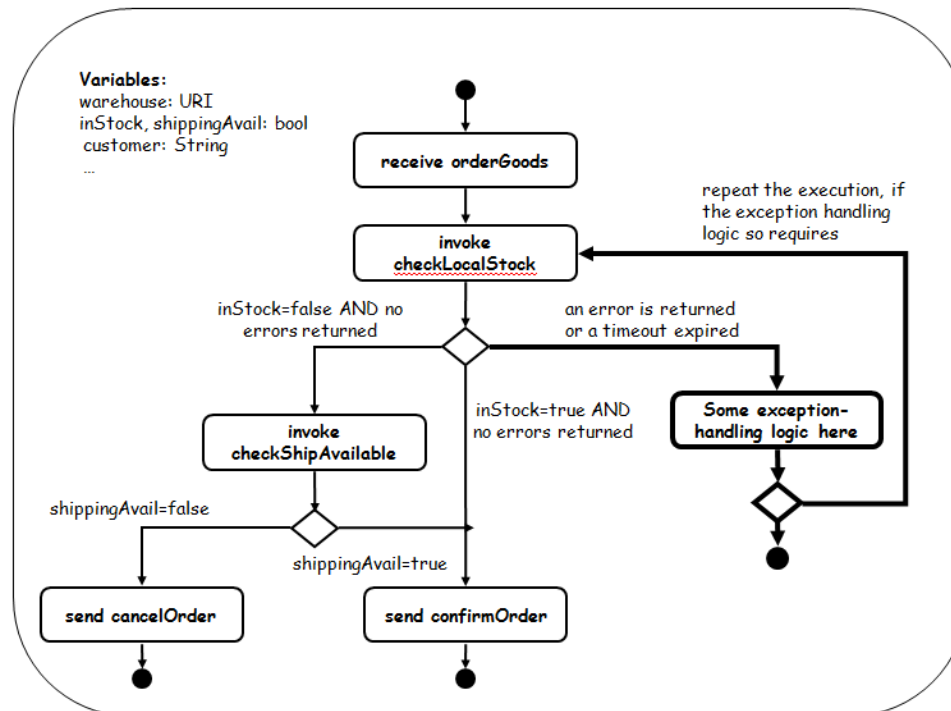 Variables:
warehouse: URI
inStock, shippingAvail: bool
customer: String
…
receive orderGoods
repeat the execution, if
the exception handling
logic so requires
invoke
checkLocalStock
inStock=false AND no
errors returned
an error is returned
or a timeout expired
inStock=true AND
no errors returned
Some exception-
handling logic here
invoke
checkShipAvailable
shippingAvail=false
shippingAvail=true
send cancelOrder
send confirmOrder